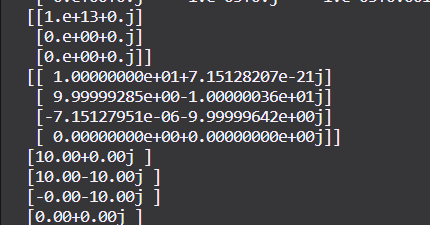 [[1.e+13+0.j]
[0.e+00+0.j]
[0.e+00+0.j]]
[[ 1.00000000e+01+7.15128207e-21j]
[ 9.99999285e+00-1.00000036e+01j]
[-7.15127951e-06-9.99999642e+00j]
[ 0.00000000e+00+0.00000000e+00j]]
[10.00+0.00j ]
[10.00-10.00j ]
[-0.00-10.00j ]
[0.00+0.00j ]